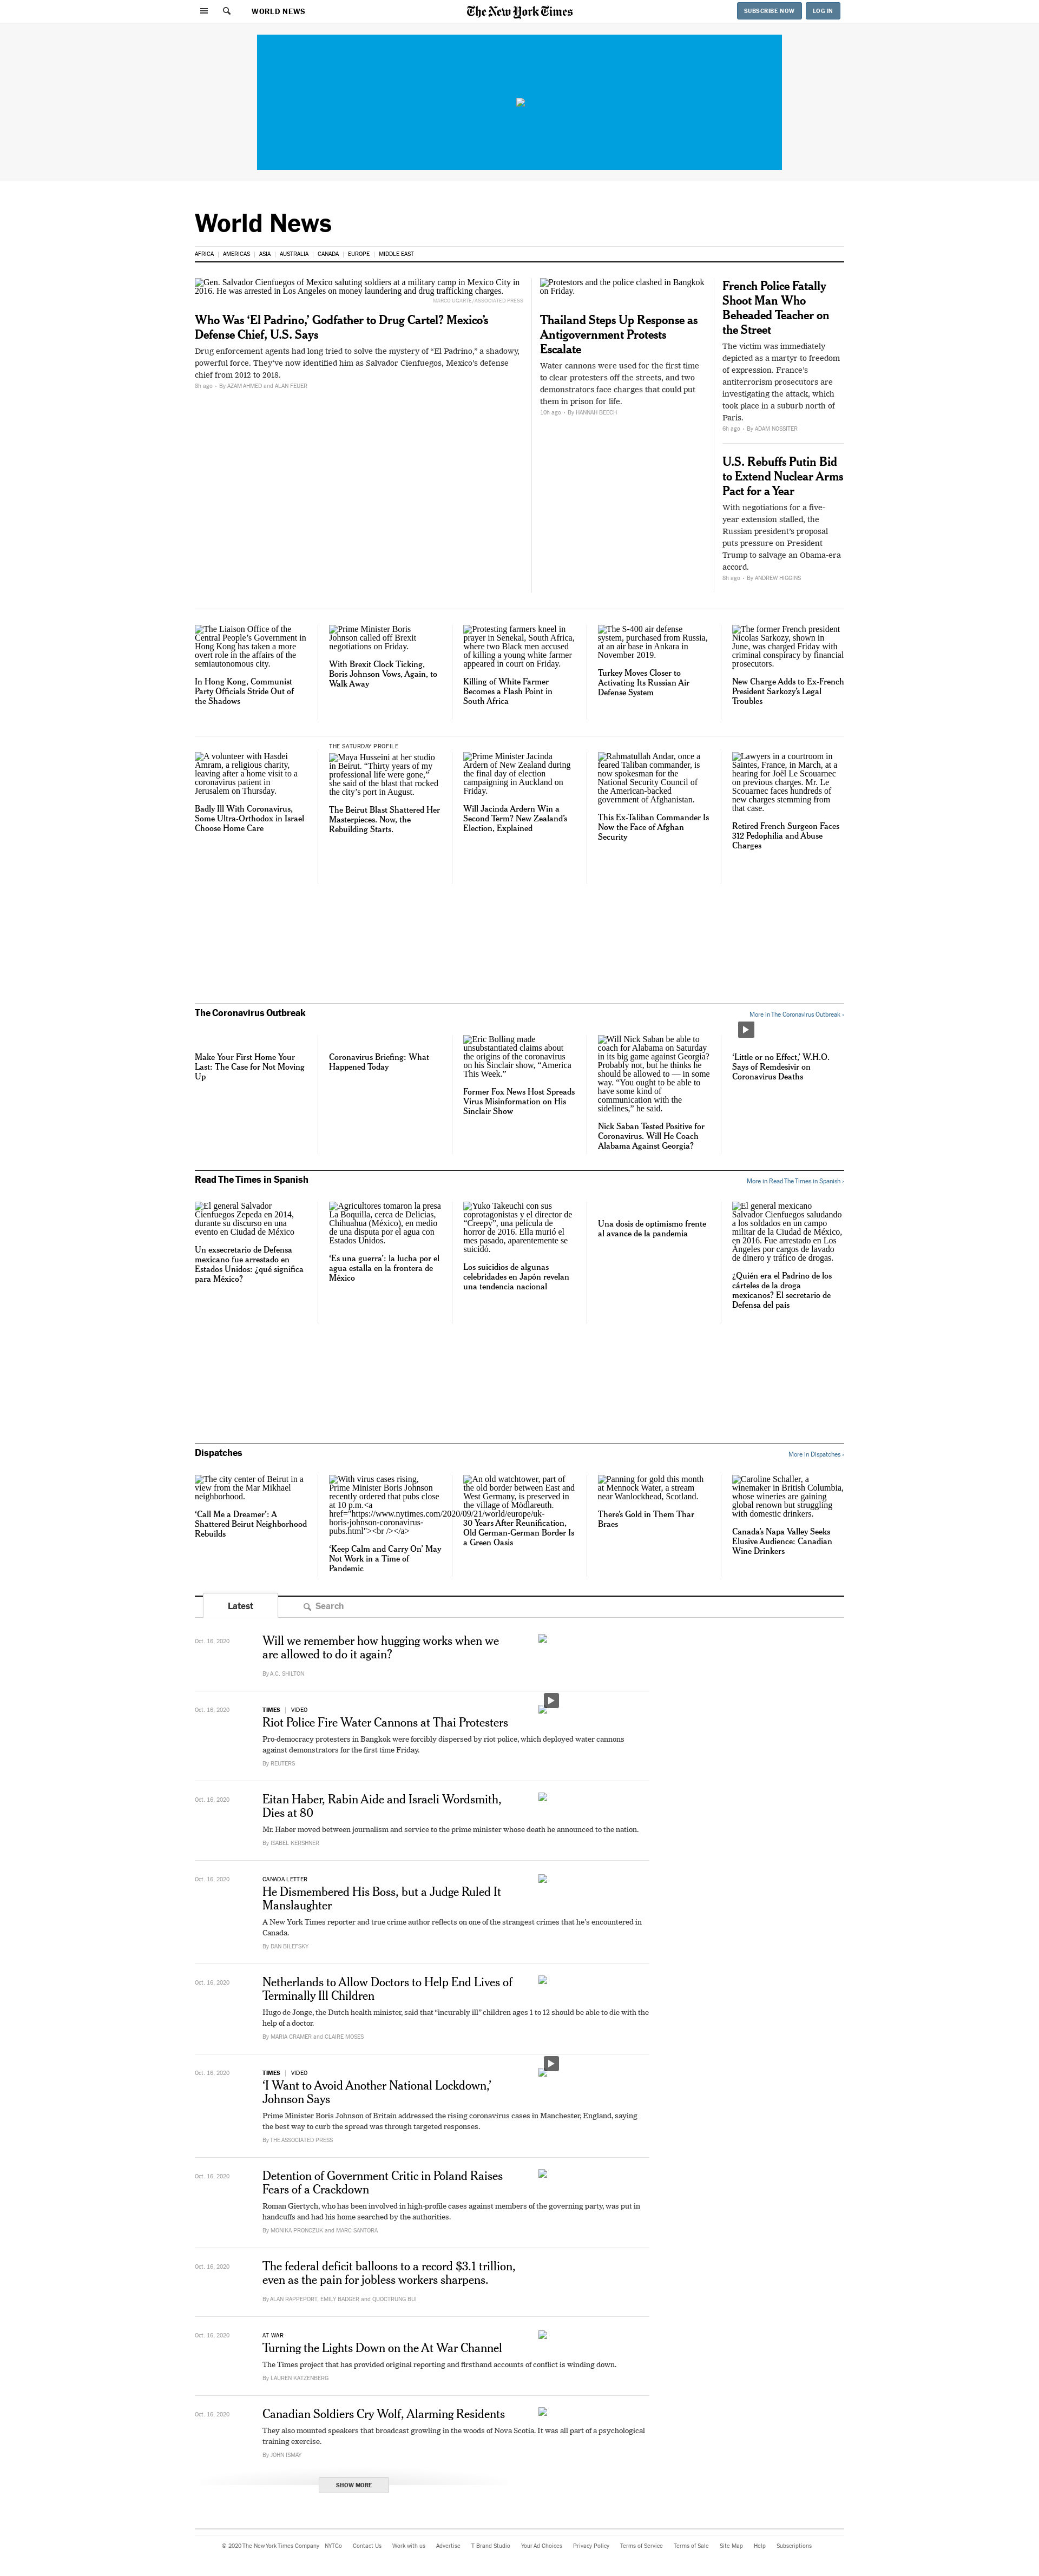 WORLD NEWS
The New York Times
SUBSCRIBE NOW
LOG IN
World News
AFRICA | AMERICAS | ASIA | AUSTRALIA | CANADA | EUROPE | MIDDLE EAST
Gen. Salvador Cienfuegos of Mexico saluting soldiers at a military camp in Mexico City in
2016. He was arrested in Los Angeles on money laundering and drug trafficking charges.
MARCO UGARTE/ASSOCIATED PRESS
Who Was ‘El Padrino,’ Godfather to Drug Cartel? Mexico’s
Defense Chief, U.S. Says
Drug enforcement agents had long tried to solve the mystery of “El Padrino,” a shadowy,
powerful force. They’ve now identified him as Salvador Cienfuegos, Mexico’s defense
chief from 2012 to 2018.
8h ago · By AZAM AHMED and ALAN FEUER
Protestors and the police clashed in Bangkok
on Friday.
Thailand Steps Up Response as
Antigovernment Protests
Escalate
Water cannons were used for the first time
to clear protesters off the streets, and two
demonstrators face charges that could put
them in prison for life.
10h ago · By HANNAH BEECH
French Police Fatally
Shoot Man Who
Beheaded Teacher on
the Street
The victim was immediately
depicted as a martyr to freedom
of expression. France’s
antiterrorism prosecutors are
investigating the attack, which
took place in a suburb north of
Paris.
6h ago · By ADAM NOSSITER
U.S. Rebuffs Putin Bid
to Extend Nuclear Arms
Pact for a Year
With negotiations for a five-
year extension stalled, the
Russian president’s proposal
puts pressure on President
Trump to salvage an Obama-era
accord.
8h ago · By ANDREW HIGGINS
The Liaison Office of the
Central People’s Government in
Hong Kong has taken a more
overt role in the affairs of the
semiautonomous city.
In Hong Kong, Communist
Party Officials Stride Out of
the Shadows
Prime Minister Boris
Johnson called off Brexit
negotiations on Friday.
With Brexit Clock Ticking,
Boris Johnson Vows, Again, to
Walk Away
Protesting farmers kneel in
prayer in Senekal, South Africa,
where two Black men accused
of killing a young white farmer
appeared in court on Friday.
Killing of White Farmer
Becomes a Flash Point in
South Africa
The S-400 air defense
system, purchased from Russia,
at an air base in Ankara in
November 2019.
Turkey Moves Closer to
Activating Its Russian Air
Defense System
The former French president
Nicolas Sarkozy, shown in
June, was charged Friday with
criminal conspiracy by financial
prosecutors.
New Charge Adds to Ex-French
President Sarkozy’s Legal
Troubles
A volunteer with Hasdei
Amram, a religious charity,
leaving after a home visit to a
coronavirus patient in
Jerusalem on Thursday.
Badly Ill With Coronavirus,
Some Ultra-Orthodox in Israel
Choose Home Care
THE SATURDAY PROFILE
Maya Husseini at her studio
in Beirut. “Thirty years of my
professional life were gone,”
she said of the blast that rocked
the city’s port in August.
The Beirut Blast Shattered Her
Masterpieces. Now, the
Rebuilding Starts.
Prime Minister Jacinda
Ardern of New Zealand during
the final day of election
campaigning in Auckland on
Friday.
Will Jacinda Ardern Win a
Second Term? New Zealand’s
Election, Explained
Rahmatullah Andar, once a
feared Taliban commander, is
now spokesman for the
National Security Council of
the American-backed
government of Afghanistan.
This Ex-Taliban Commander Is
Now the Face of Afghan
Security
Lawyers in a courtroom in
Saintes, France, in March, at a
hearing for Joël Le Scouarnec
on previous charges. Mr. Le
Scouarnec faces hundreds of
new charges stemming from
that case.
Retired French Surgeon Faces
312 Pedophilia and Abuse
Charges
The Coronavirus Outbreak
More in The Coronavirus Outbreak ›
Make Your First Home Your
Last: The Case for Not Moving
Up
Coronavirus Briefing: What
Happened Today
Eric Bolling made
unsubstantiated claims about
the origins of the coronavirus
on his Sinclair show, “America
This Week.”
Former Fox News Host Spreads
Virus Misinformation on His
Sinclair Show
Will Nick Saban be able to
coach for Alabama on Saturday
in its big game against Georgia?
Probably not, but he thinks he
should be allowed to — in some
way. “You ought to be able to
have some kind of
communication with the
sidelines,” he said.
Nick Saban Tested Positive for
Coronavirus. Will He Coach
Alabama Against Georgia?
‘Little or no Effect,’ W.H.O.
Says of Remdesivir on
Coronavirus Deaths
Read The Times in Spanish
More in Read The Times in Spanish ›
El general Salvador
Cienfuegos Zepeda en 2014,
durante su discurso en una
evento en Ciudad de México
Un exsecretario de Defensa
mexicano fue arrestado en
Estados Unidos: ¿qué significa
para México?
Agricultores tomaron la presa
La Boquilla, cerca de Delicias,
Chihuahua (México), en medio
de una disputa por el agua con
Estados Unidos.
‘Es una guerra’: la lucha por el
agua estalla en la frontera de
México
Yuko Takeuchi con sus
coprotagonistas y el director de
“Creepy”, una película de
horror de 2016. Ella murió el
mes pasado, aparentemente se
suicidó.
Los suicidios de algunas
celebridades en Japón revelan
una tendencia nacional
Una dosis de optimismo frente
al avance de la pandemia
El general mexicano
Salvador Cienfuegos saludando
a los soldados en un campo
militar de la Ciudad de México,
en 2016. Fue arrestado en Los
Ángeles por cargos de lavado
de dinero y tráfico de drogas.
¿Quién era el Padrino de los
cárteles de la droga
mexicanos? El secretario de
Defensa del país
Dispatches
More in Dispatches ›
The city center of Beirut in a
view from the Mar Mikhael
neighborhood.
‘Call Me a Dreamer’: A
Shattered Beirut Neighborhood
Rebuilds
With virus cases rising,
Prime Minister Boris Johnson
recently ordered that pubs close
at 10 p.m.<a
href="https://www.nytimes.com/2020/09/21/world/europe/uk-
boris-johnson-coronavirus-
pubs.html"><br /></a>
‘Keep Calm and Carry On’ May
Not Work in a Time of
Pandemic
An old watchtower, part of
the old border between East and
West Germany, is preserved in
the village of Mödlareuth.
30 Years After Reunification,
Old German-German Border Is
a Green Oasis
Panning for gold this month
at Mennock Water, a stream
near Wanlockhead, Scotland.
There’s Gold in Them Thar
Braes
Caroline Schaller, a
winemaker in British Columbia,
whose wineries are gaining
global renown but struggling
with domestic drinkers.
Canada’s Napa Valley Seeks
Elusive Audience: Canadian
Wine Drinkers
Latest
Search
Oct. 16, 2020
Will we remember how hugging works when we
are allowed to do it again?
By A.C. SHILTON
Oct. 16, 2020
TIMES | VIDEO
Riot Police Fire Water Cannons at Thai Protesters
Pro-democracy protesters in Bangkok were forcibly dispersed by riot police, which deployed water cannons
against demonstrators for the first time Friday.
By REUTERS
Oct. 16, 2020
Eitan Haber, Rabin Aide and Israeli Wordsmith,
Dies at 80
Mr. Haber moved between journalism and service to the prime minister whose death he announced to the nation.
By ISABEL KERSHNER
Oct. 16, 2020
CANADA LETTER
He Dismembered His Boss, but a Judge Ruled It
Manslaughter
A New York Times reporter and true crime author reflects on one of the strangest crimes that he’s encountered in
Canada.
By DAN BILEFSKY
Oct. 16, 2020
Netherlands to Allow Doctors to Help End Lives of
Terminally Ill Children
Hugo de Jonge, the Dutch health minister, said that “incurably ill” children ages 1 to 12 should be able to die with the
help of a doctor.
By MARIA CRAMER and CLAIRE MOSES
Oct. 16, 2020
TIMES | VIDEO
‘I Want to Avoid Another National Lockdown,’
Johnson Says
Prime Minister Boris Johnson of Britain addressed the rising coronavirus cases in Manchester, England, saying
the best way to curb the spread was through targeted responses.
By THE ASSOCIATED PRESS
Oct. 16, 2020
Detention of Government Critic in Poland Raises
Fears of a Crackdown
Roman Giertych, who has been involved in high-profile cases against members of the governing party, was put in
handcuffs and had his home searched by the authorities.
By MONIKA PRONCZUK and MARC SANTORA
Oct. 16, 2020
The federal deficit balloons to a record $3.1 trillion,
even as the pain for jobless workers sharpens.
By ALAN RAPPEPORT, EMILY BADGER and QUOCTRUNG BUI
Oct. 16, 2020
AT WAR
Turning the Lights Down on the At War Channel
The Times project that has provided original reporting and firsthand accounts of conflict is winding down.
By LAUREN KATZENBERG
Oct. 16, 2020
Canadian Soldiers Cry Wolf, Alarming Residents
They also mounted speakers that broadcast growling in the woods of Nova Scotia. It was all part of a psychological
training exercise.
By JOHN ISMAY
SHOW MORE
© 2020 The New York Times Company NYTCo Contact Us Work with us Advertise T Brand Studio Your Ad Choices Privacy Policy Terms of Service Terms of Sale Site Map Help Subscriptions